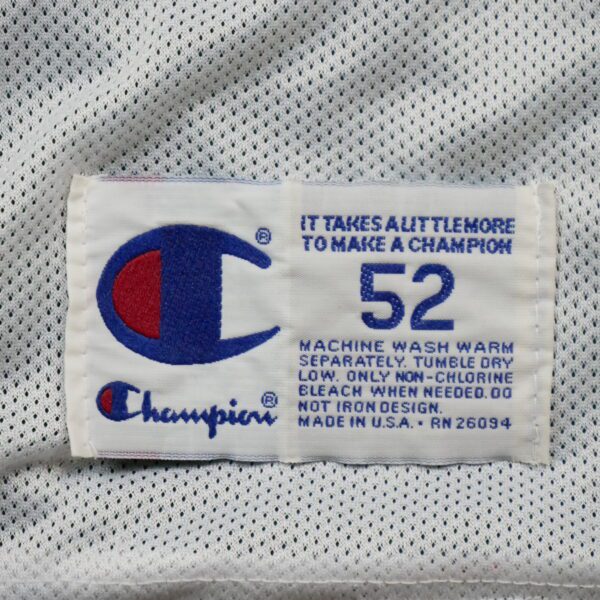 ®
Champion®
IT TAKES A LITTLE MORE
TO MAKE A CHAMPION
52
MACHINE WASH WARM
SEPARATELY. TUMBLE DRY
LOW. ONLY NON-CHLORINE
BLEACH WHEN NEEDED. DO
NOT IRON DESIGN.
MADE IN U.S.A. • RN 26094